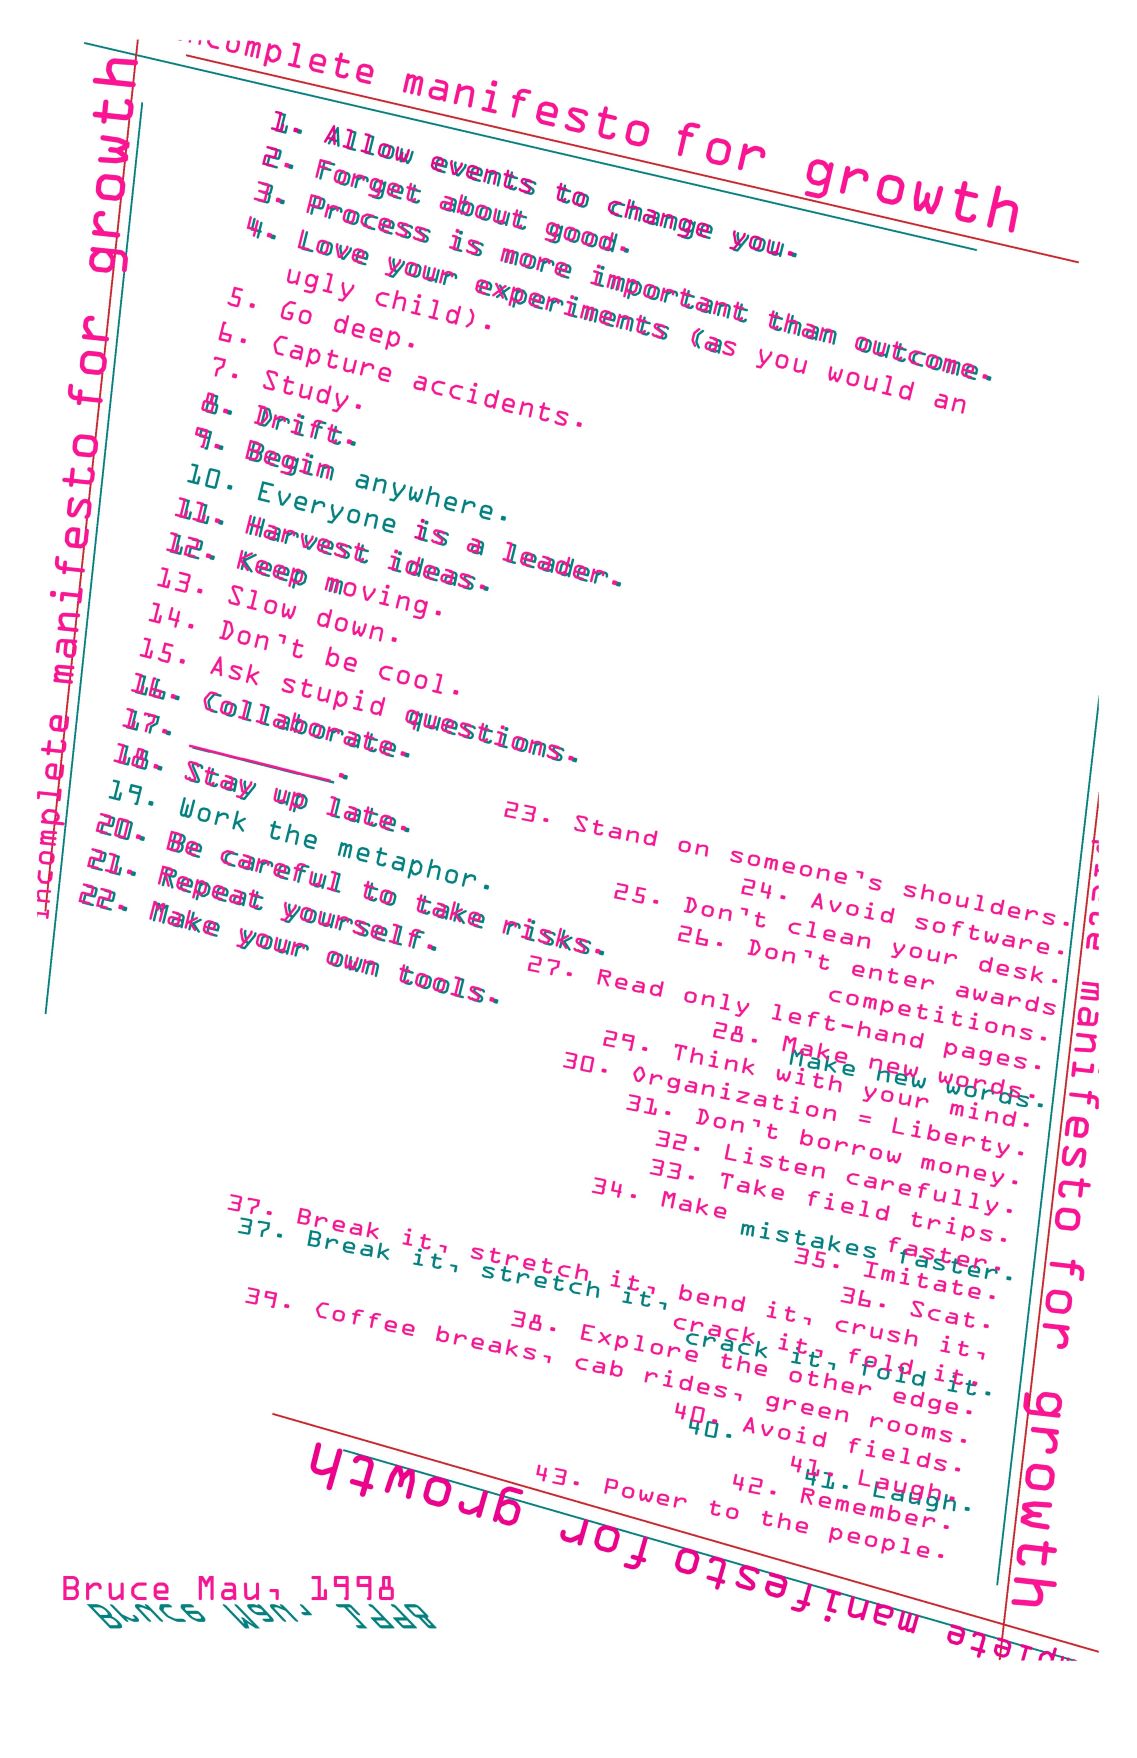 incomplete manifesto for growth
incomplete manifesto for growth
1. Allow events to change you.
2. Forget about good.
3. Process is more important than outcome.
4. Love your experiments (as you would an
ugly child).
5. Go deep.
6. Capture accidents.
7. Study.
8. Drift.
9. Begin anywhere.
10. Everyone is a leader.
11. Harvest ideas.
12. Keep moving.
13. Slow down.
14. Don't be cool.
15. Ask stupid questions.
16. Collaborate.
17. ________.
18. Stay up late.
19. Work the metaphor.
20. Be careful to take risks.
21. Repeat yourself.
22. Make your own tools.
23. Stand on someone's shoulders.
24. Avoid software.
25. Don't clean your desk.
26. Don't enter awards
competitions.
27. Read only left-hand pages.
28. Make new words.
Make new words.
29. Think with your mind.
30. Organization = Liberty.
31. Don't borrow money.
32. Listen carefully.
33. Take field trips.
34. Make mistakes faster.
faster.
35. Imitate.
36. Scat.
37. Break it, stretch it, bend it, crush it,
crack it, fold it.
37. Break it, stretch it,
crack it, fold it.
38. Explore the other edge.
39. Coffee breaks, cab rides, green rooms.
40. Avoid fields.
40.
41. Laugh.
41. Laugh.
42. Remember.
43. Power to the people.
plete manifesto for growth
plete manifesto for growth
Bruce Mau, 1998
Bruce Mau, 1998